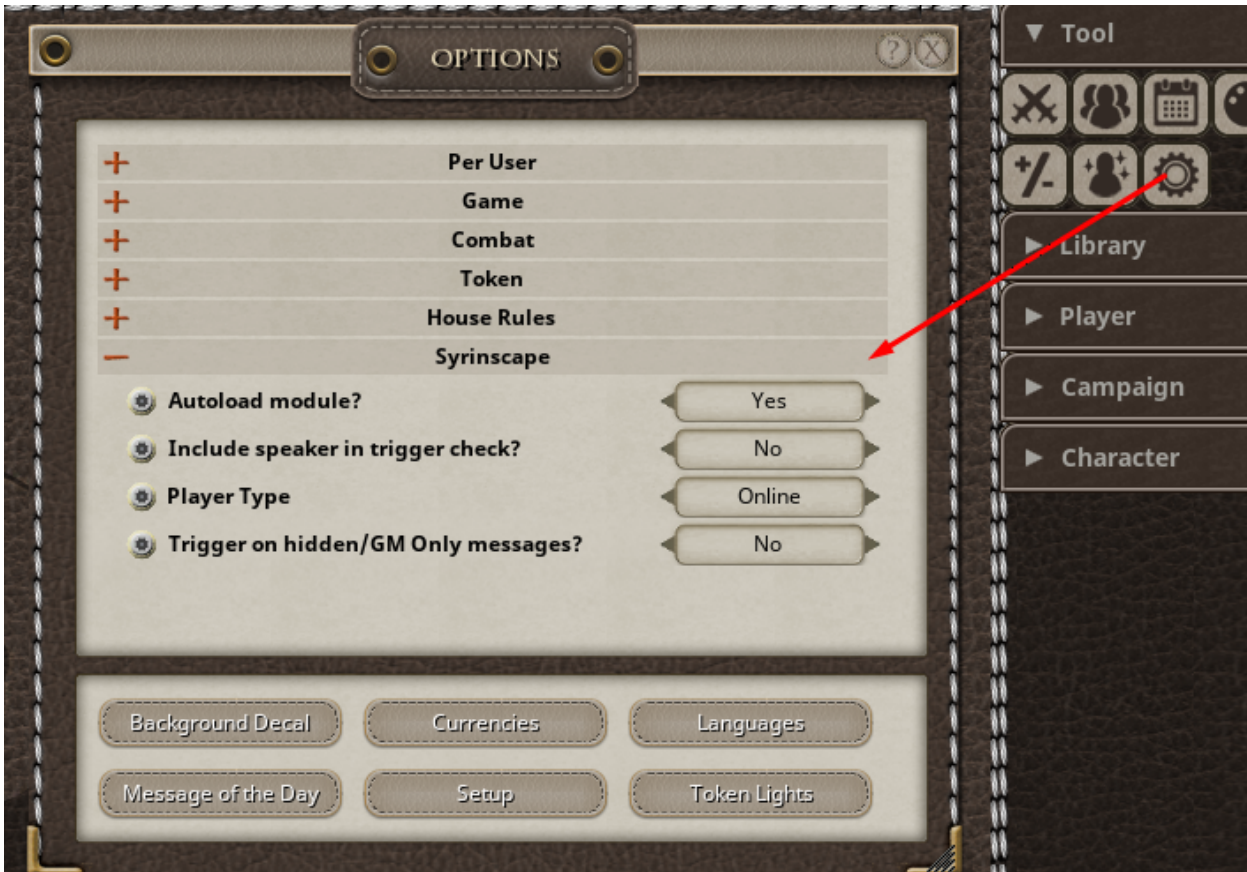 OPTIONS
? X
Per User
Game
Combat
Token
House Rules
Syrinscape
Autoload module? Yes
Include speaker in trigger check? No
Player Type Online
Trigger on hidden/GM Only messages? No
Background Decal Currencies Languages
Message of the Day Setup Token Lights
Tool
+/-
Library
Player
Campaign
Character